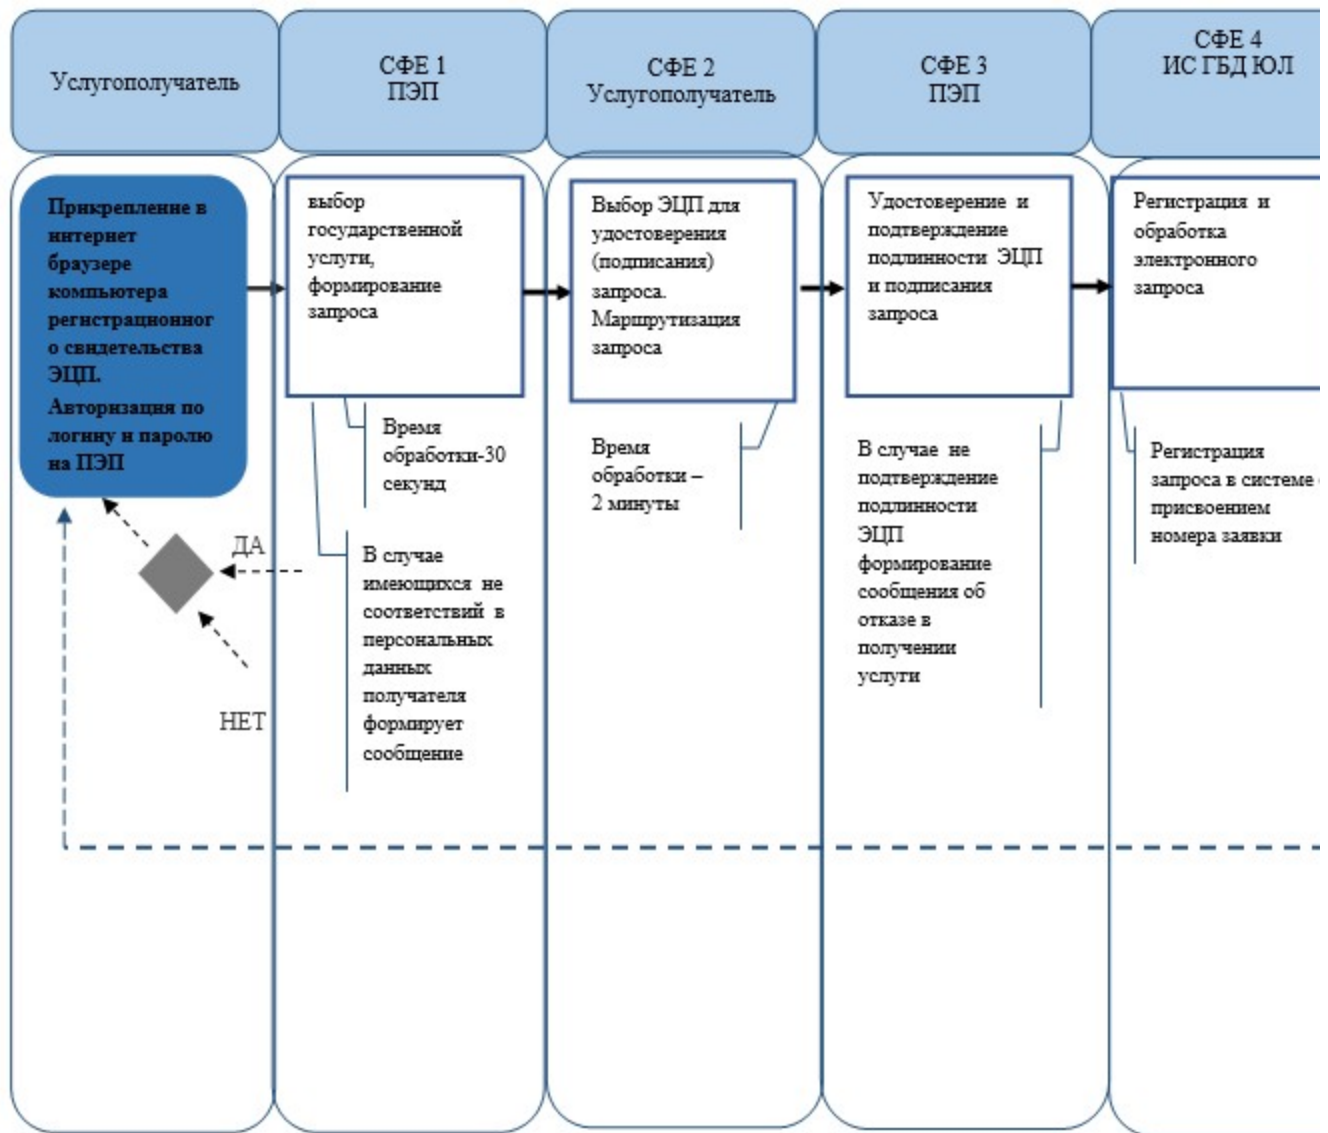 Услугополучатель
СФЕ 1
ПЭП
СФЕ 2
Услугополучатель
СФЕ 3
ПЭП
СФЕ 4
ИС ГБД ЮЛ
Прикрепление в
интернет
браузере
компьютера
регистрационног
о свидетельства
ЭЦП.
Авторизация по
логину и паролю
на ПЭП
выбор
государственной
услуги,
формирование
запроса
Выбор ЭЦП для
удостоверения
(подписания)
запроса.
Маршрутизация
запроса
Удостоверение и
подтверждение
подлинности ЭЦП
и подписания
запроса
Регистрация и
обработка
электронного
запроса
Время
обработки-30
секунд
Время
обработки –
2 минуты
В случае не
подтверждение
подлинности
ЭЦП
формирование
сообщения об
отказе в
получении
услуги
Регистрация
запроса в системе
присвоением
номера заявки
ДА
В случае
имеющихся не
соответствий в
персональных
данных
получателя
формирует
сообщение
НЕТ